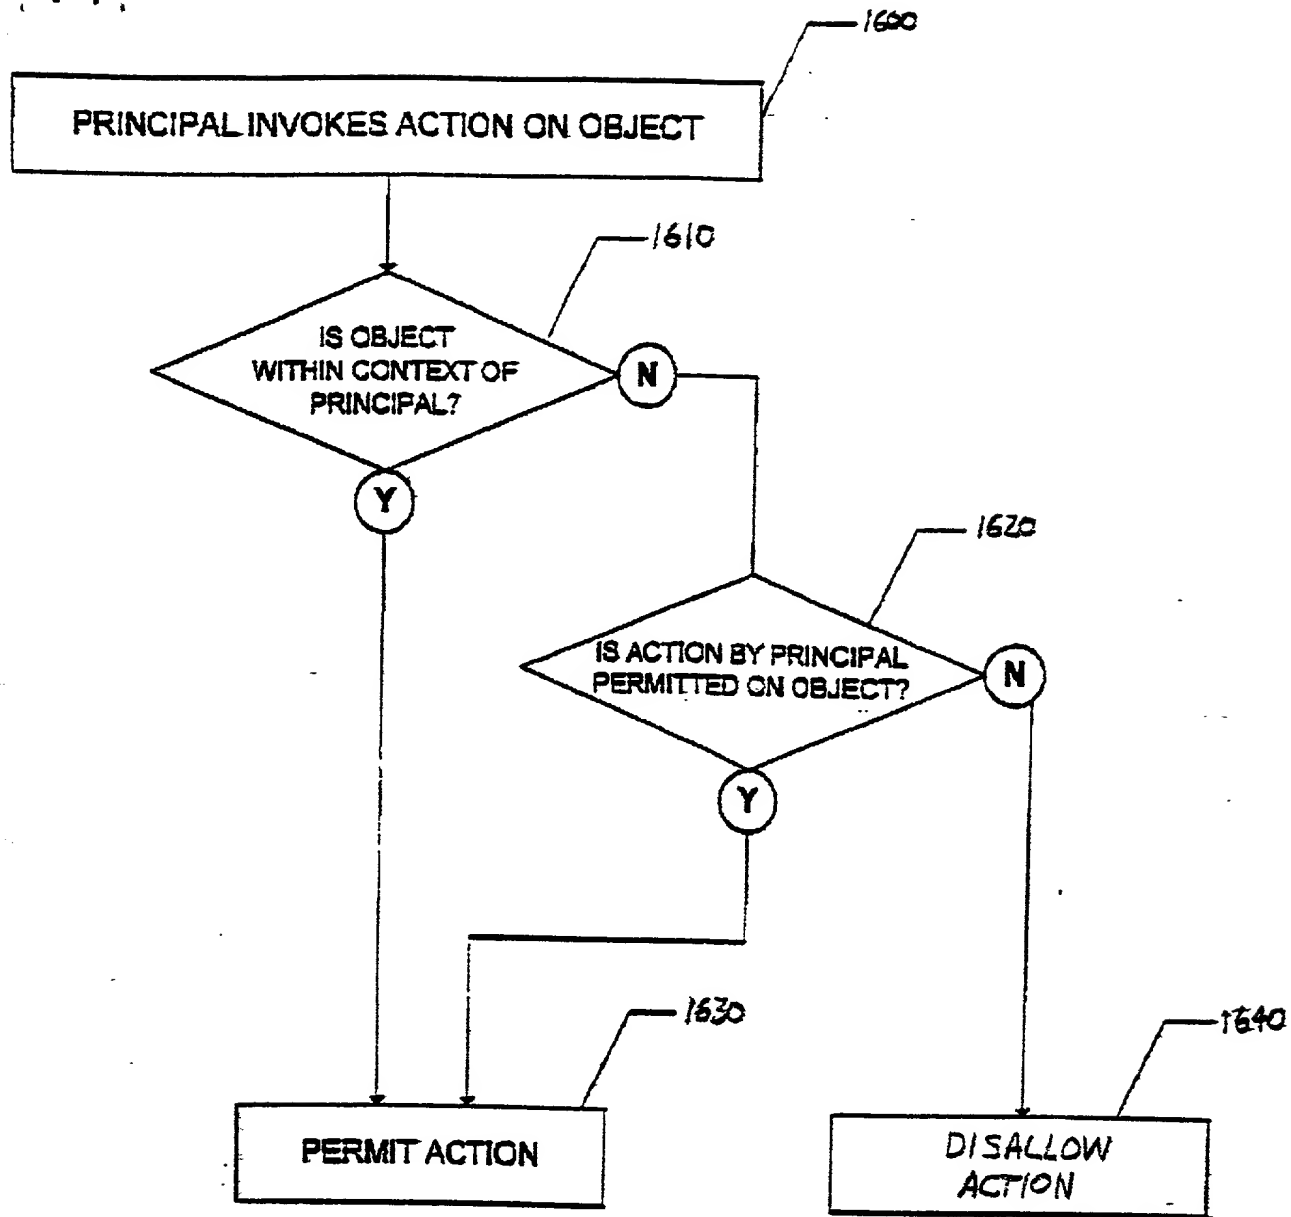 1600
PRINCIPAL INVOKES ACTION ON OBJECT
1610
IS OBJECT
WITHIN CONTEXT OF
PRINCIPAL?
N
Y
1620
IS ACTION BY PRINCIPAL
PERMITTED ON OBJECT?
N
Y
1630
PERMIT ACTION
1640
DISALLOW
ACTION